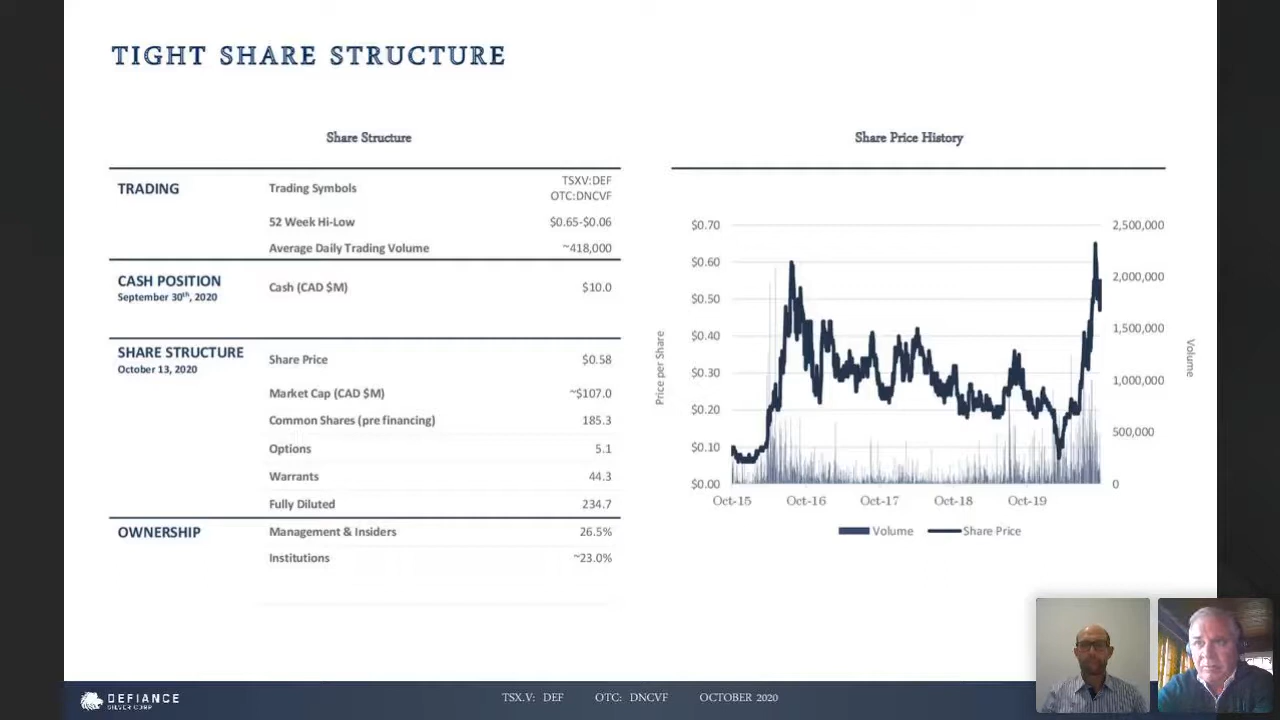 TIGHT SHARE STRUCTURE
Share Structure
TRADING
Trading Symbols
TSXV:DEF
OTC:DNCVF
52 Week Hi-Low $0.65-$0.06
Average Daily Trading Volume ~418,000
CASH POSITION
September 30th, 2020
Cash (CAD $M) $10.0
SHARE STRUCTURE
October 13, 2020
Share Price $0.58
Market Cap (CAD $M) ~$107.0
Common Shares (pre financing) 185.3
Options 5.1
Warrants 44.3
Fully Diluted 234.7
OWNERSHIP Management & Insiders 26.5%
Institutions ~23.0%
Share Price History
Price per Share
$0.70
$0.60
$0.50
$0.40
$0.30
$0.20
$0.10
$0.00
2,500,000
2,000,000
1,500,000
1,000,000
500,000
0
Volume
Oct-15 Oct-16 Oct-17 Oct-18 Oct-19
Volume Share Price
DEFIANCE
SILVER CORP
TSX.V: DEF OTC: DNCVF OCTOBER 2020